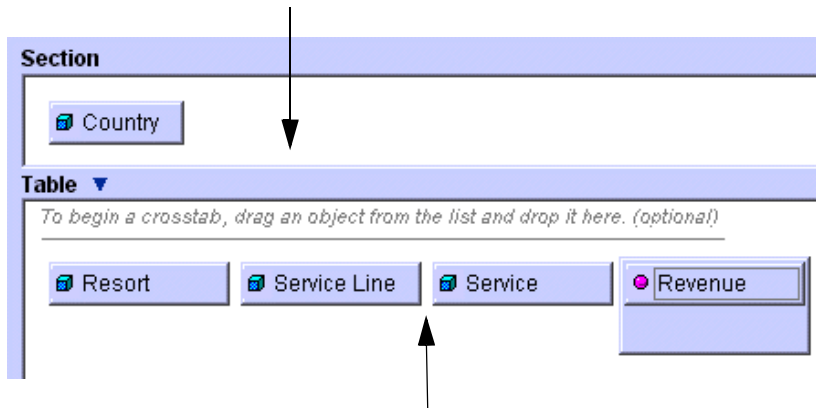 Section
Country
Table
To begin a crosstab, drag an object from the list and drop it here. (optional)
Resort Service Line Service Revenue